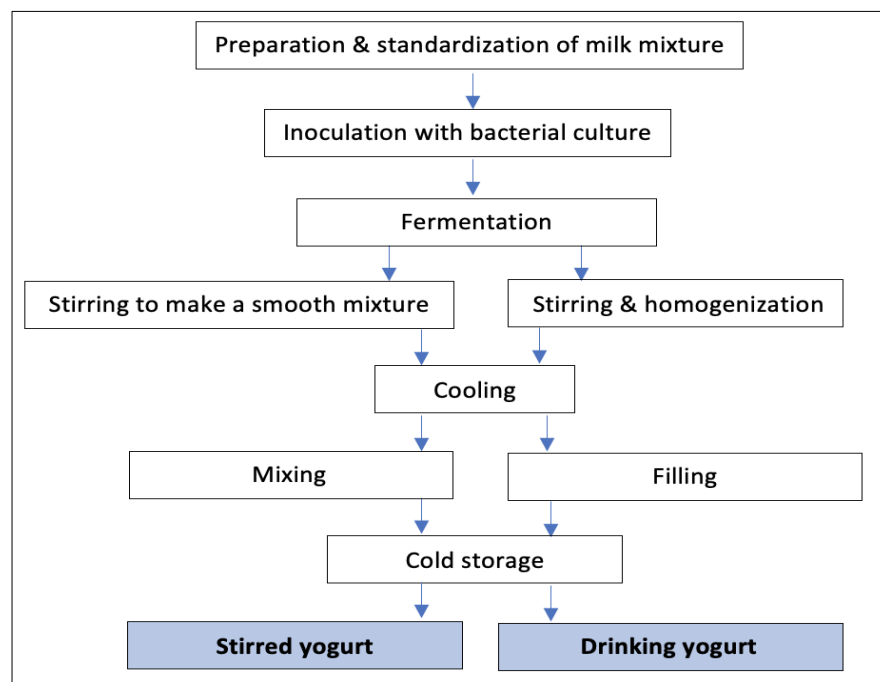 Preparation & standardization of milk mixture
Inoculation with bacterial culture
Fermentation
Stirring to make a smooth mixture
Stirring & homogenization
Cooling
Mixing
Filling
Cold storage
Stirred yogurt
Drinking yogurt